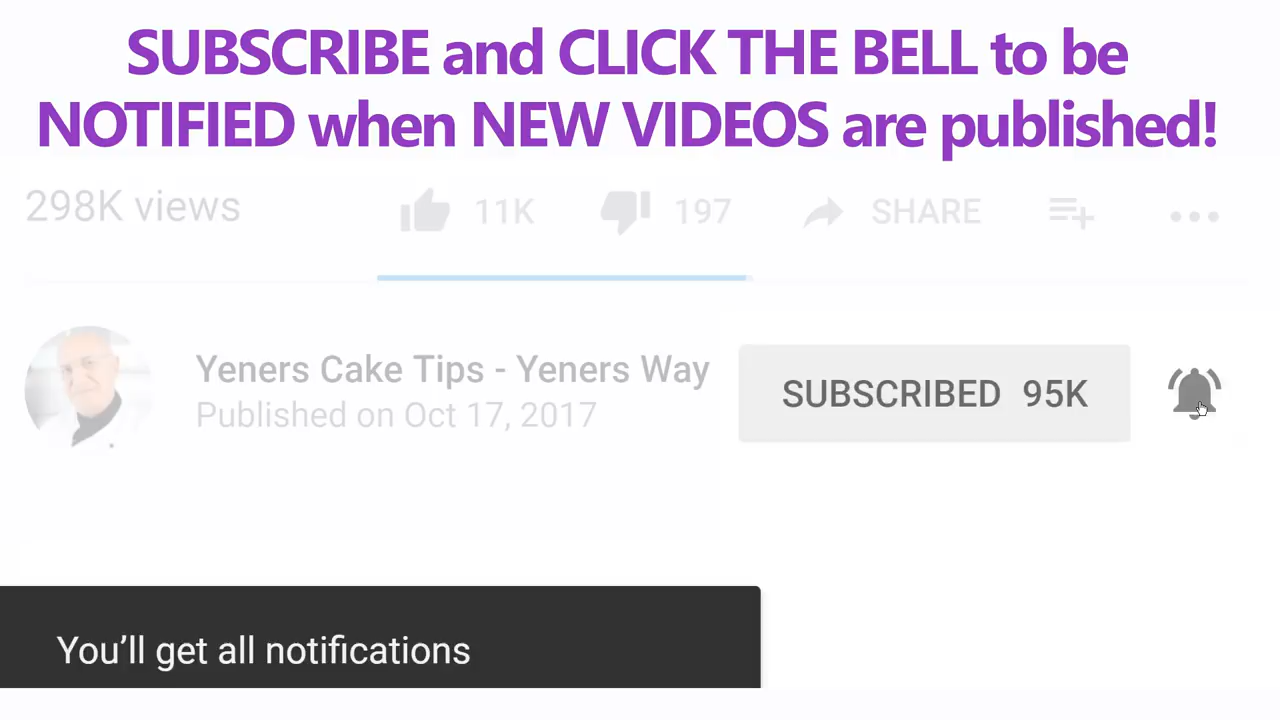 SUBSCRIBE and CLICK THE BELL to be
NOTIFIED when NEW VIDEOS are published!
298K views
11K
197
SHARE
Yeners Cake Tips - Yeners Way
Published on Oct 17, 2017
SUBSCRIBED 95K
You’ll get all notifications